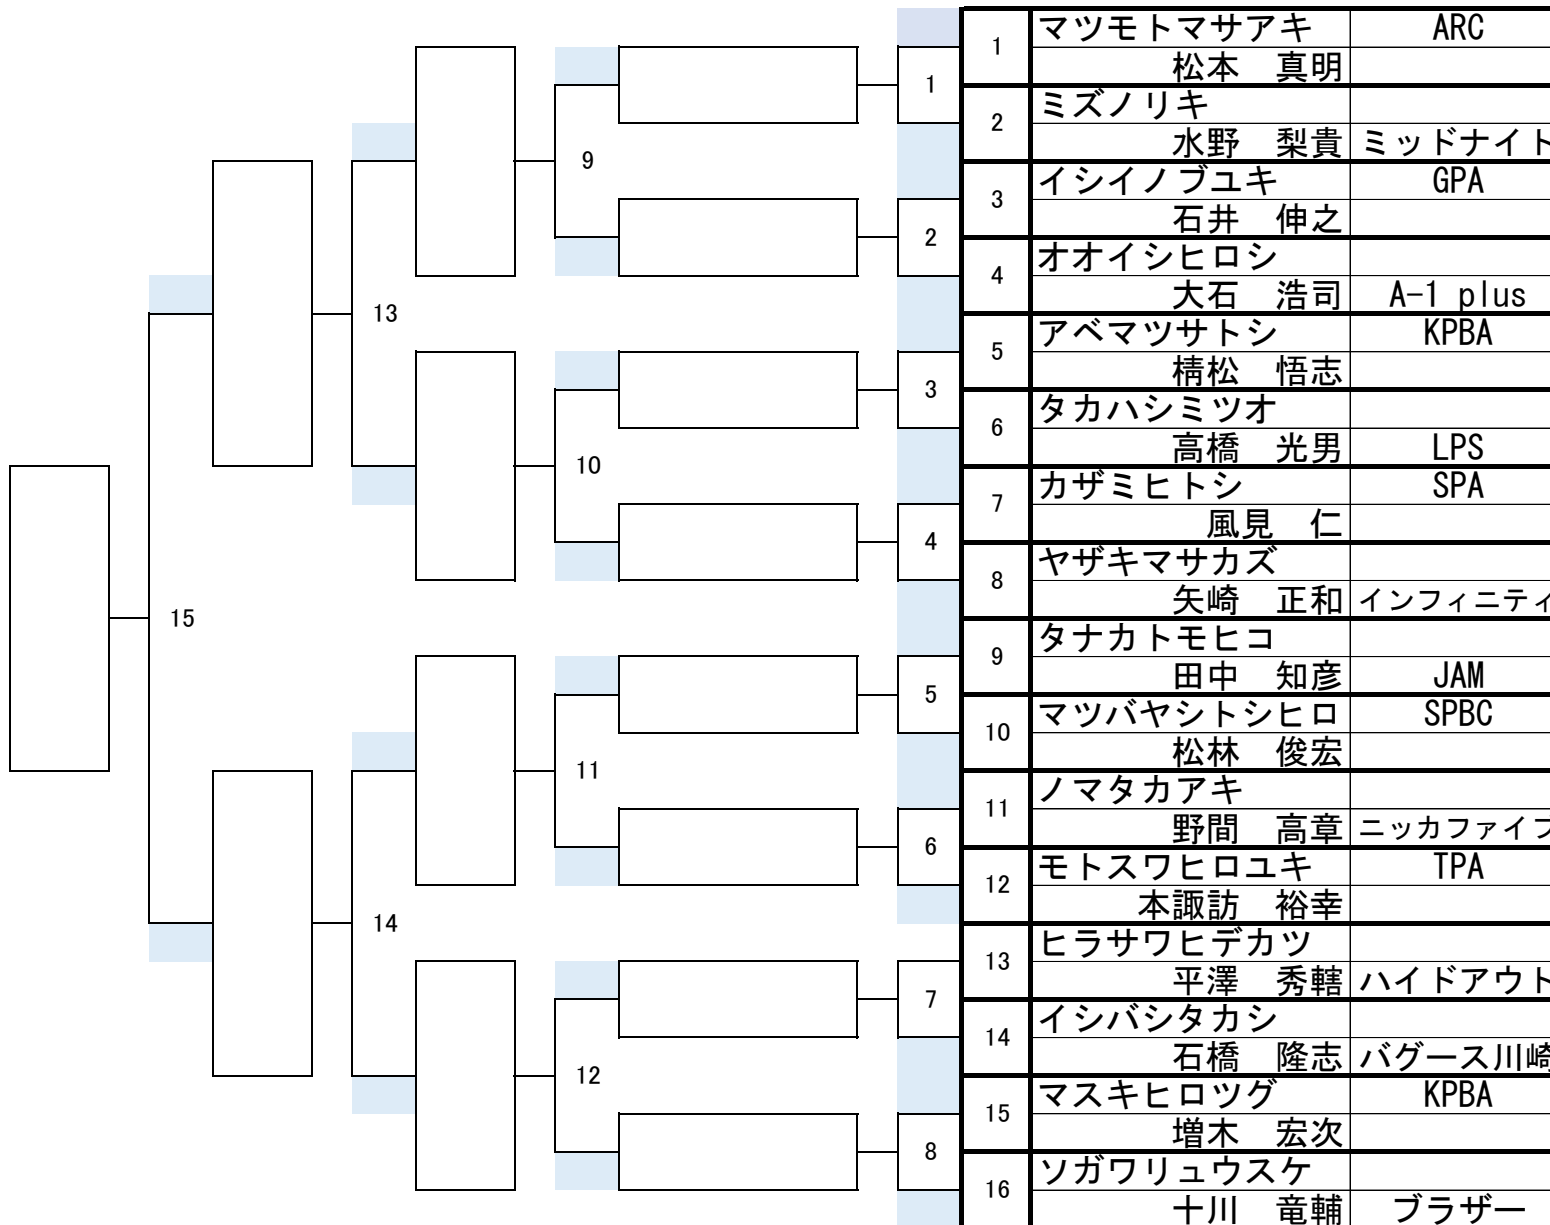 1 マツモトマサアキ ARC
松本　真明
1
2 ミズノリキ
水野　梨貴 ミッドナイト
9
3 イシイノブユキ GPA
石井　伸之
2
4 オオイシヒロシ
大石　浩司 A-1 plus
13
5 アベマツサトシ KPBA
棈松　悟志
3
6 タカハシミツオ
高橋　光男 LPS
10
7 カザミヒトシ SPA
風見　仁
4
8 ヤザキマサカズ
矢崎　正和 インフィニティ
15
9 タナカトモヒコ
田中　知彦 JAM
5
10 マツバヤシトシヒロ SPBC
松林　俊宏
11
11 ノマタカアキ
野間　高章 ニッカファイブ
6
12 モトスワヒロユキ TPA
本諏訪　裕幸
14
13 ヒラサワヒデカツ
平澤　秀轄 ハイドアウト
7
14 イシバシタカシ
石橋　隆志 バグース川崎
12
15 マスキヒロツグ KPBA
増木　宏次
8
16 ソガワリュウスケ
十川　竜輔 ブラザー